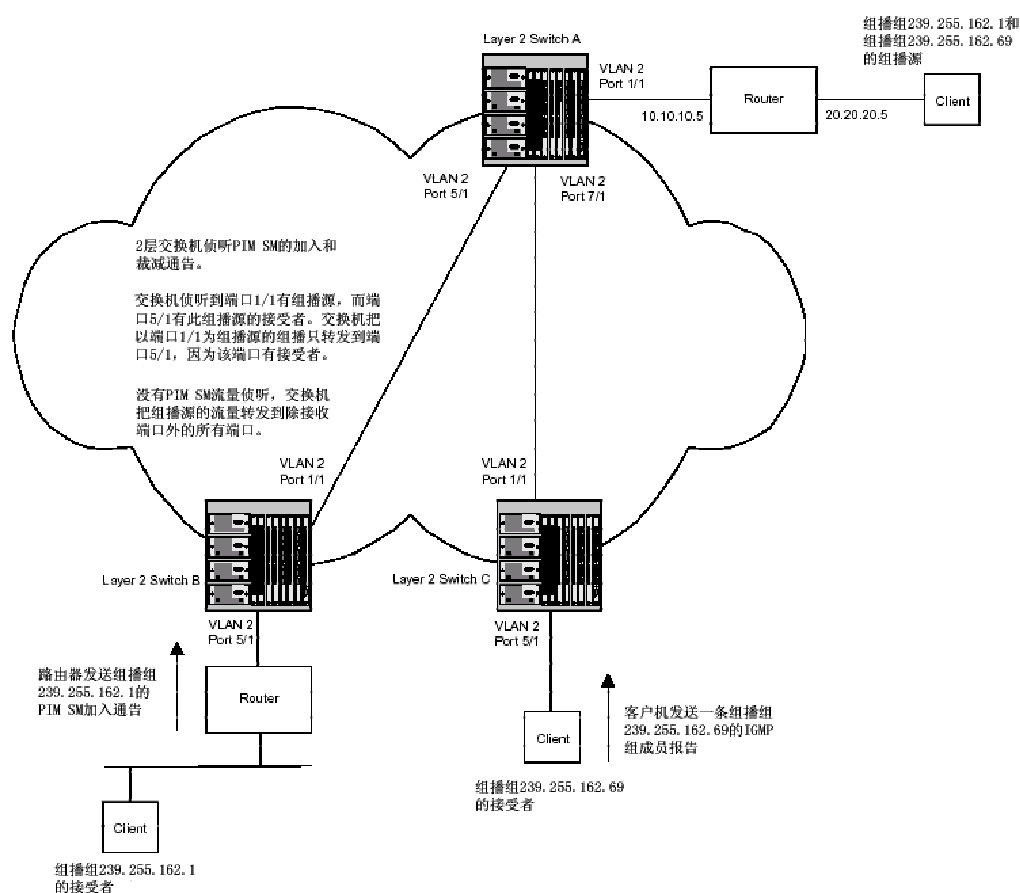 组播组239.255.162.1和
组播组239.255.162.69
的组播源
Layer 2 Switch A
VLAN 2
Port 1/1
Router
Client
10.10.10.5
20.20.20.5
VLAN 2
Port 5/1
VLAN 2
Port 7/1
2层交换机侦听PIM SM的加入和
裁减通告。
交换机侦听到端口1/1有组播源，而端
口5/1有此组播源的接受者。交换机把
以端口1/1为组播源的组播只转发到端
口5/1，因为该端口有接受者。
没有PIM SM流量侦听，交换机
把组播源的流量转发到除接收
端口外的所有端口。
VLAN 2
Port 1/1
VLAN 2
Port 1/1
Layer 2 Switch B
Layer 2 Switch C
VLAN 2
Port 5/1
VLAN 2
Port 5/1
路由器发送组播组
239.255.162.1的
PIM SM加入通告
Router
Client
客户机发送一条组播组
239.255.162.69的IGMP
组成员报告
组播组239.255.162.69
的接受者
Client
组播组239.255.162.1
的接受者